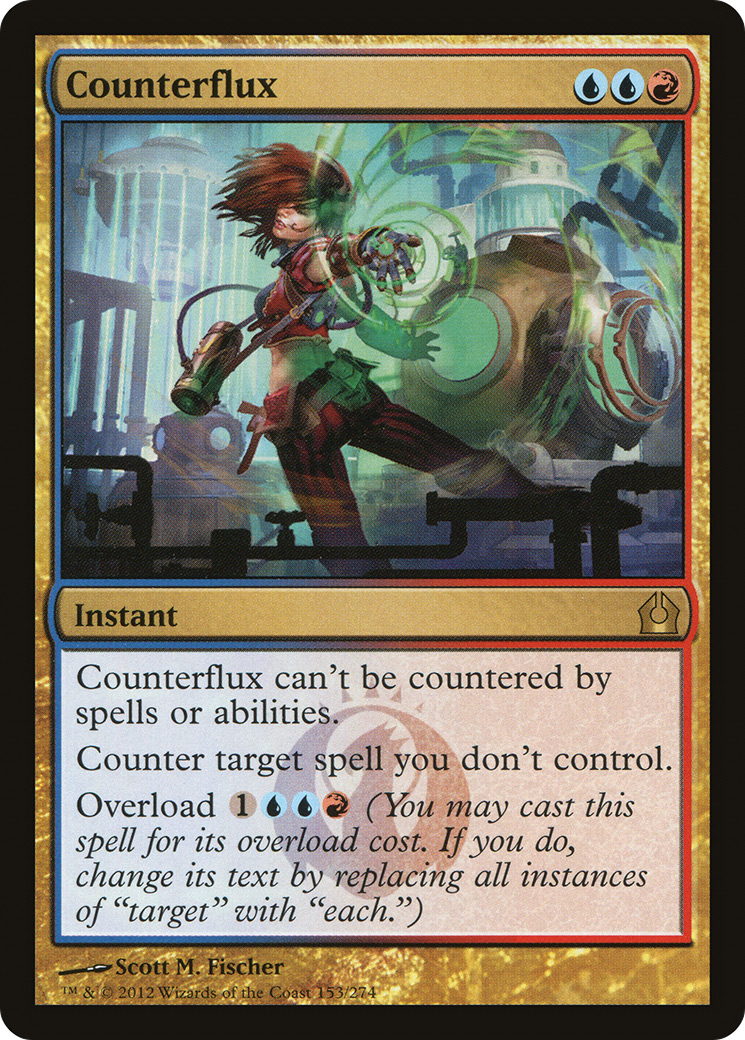 Counterflux
Instant
Counterflux can't be countered by
spells or abilities.
Counter target spell you don't control.
Overload 1 (You may cast this
spell for its overload cost. If you do,
change its text by replacing all instances
of “target” with “each.”)
Scott M. Fischer
™ & © 2012 Wizards of the Coast 153/274